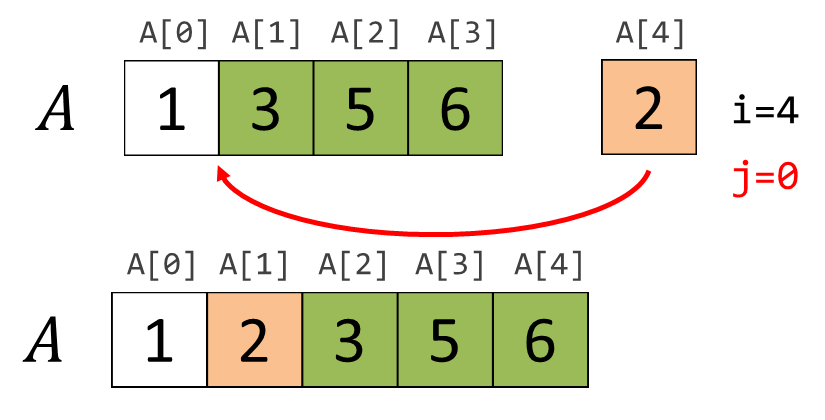 A[0] A[1] A[2] A[3] A[4]
A 1 3 5 6 2 i=4
j=0
A[0] A[1] A[2] A[3] A[4]
A 1 2 3 5 6